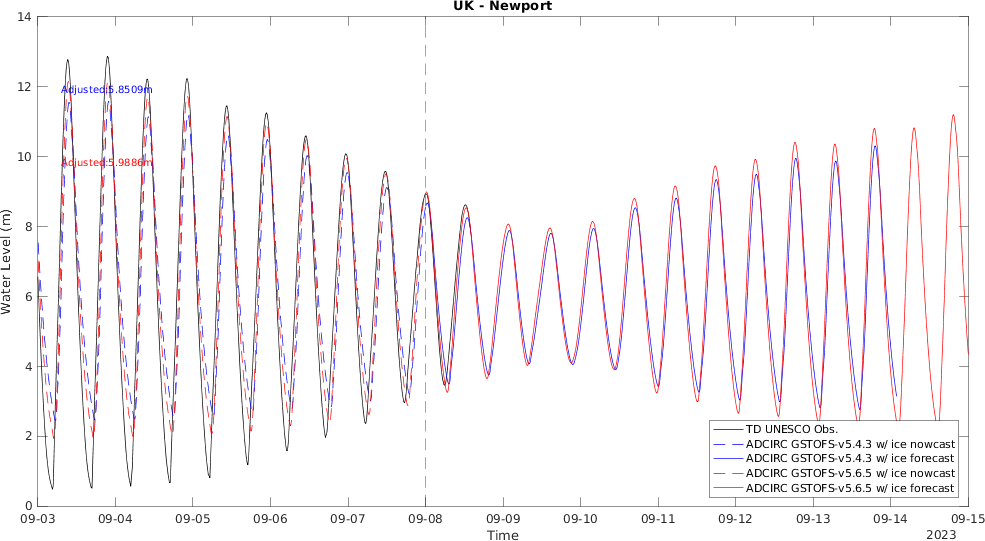 UK - Newport
14
12
10
8
6
4
2
0
Water Level (m)
Adjusted:5.8509m
Adjusted:5.9886m
TD UNESCO Obs.
ADCIRC GSTOFS-v5.4.3 w/ ice nowcast
ADCIRC GSTOFS-v5.4.3 w/ ice forecast
ADCIRC GSTOFS-v5.6.5 w/ ice nowcast
ADCIRC GSTOFS-v5.6.5 w/ ice forecast
09-03 09-04 09-05 09-06 09-07 09-08 09-09 09-10 09-11 09-12 09-13 09-14 09-15
Time
2023